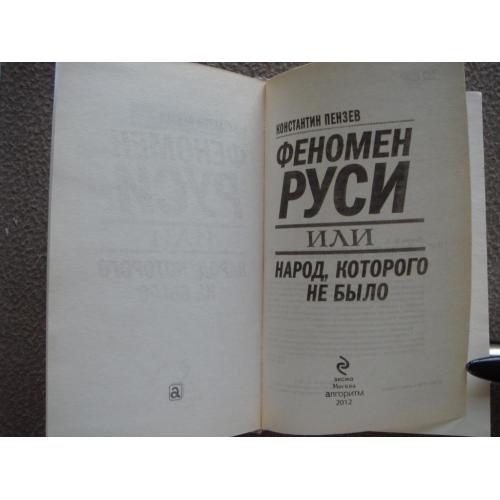 КОНСТАНТИН ПЕНЗЕВ
ФЕНОМЕН
РУСИ
ИЛИ
НАРОД, КОТОРОГО
НЕ БЫЛО
эксмо
Москва
алгоритм
2012
а